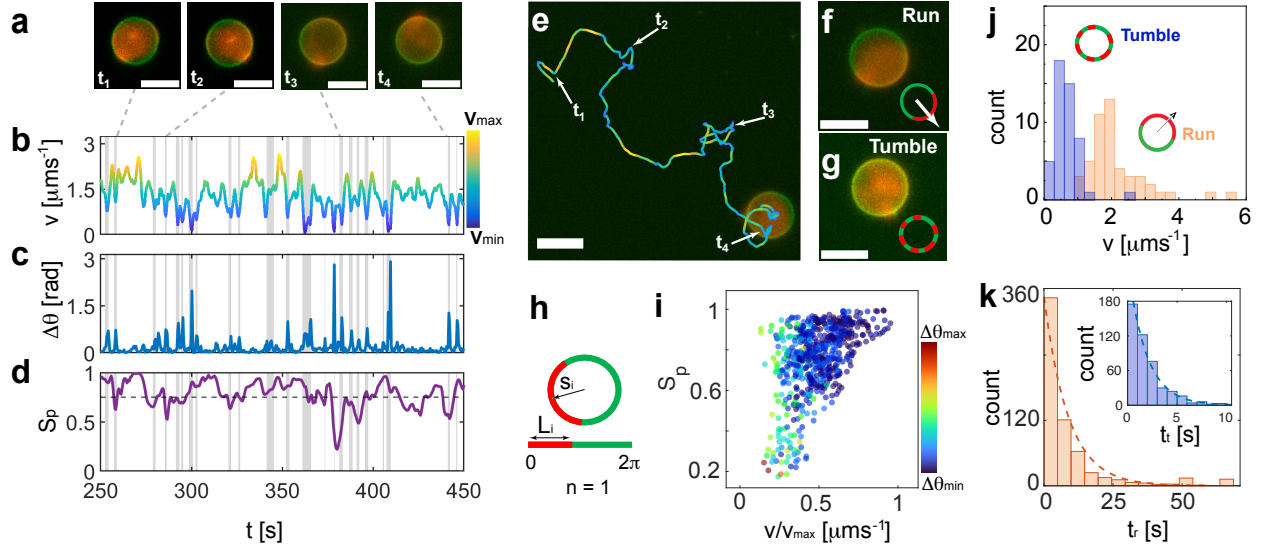 a
t₁
t₂
t₃
t₄
b
v [μms⁻¹]
3
1.5
0
vmax
vmin
c
Δθ [rad]
3
1.5
0
d
Sp
1
0.5
0
250
300
350
400
450
t [s]
e
t₁
t₂
t₃
t₄
f
Run
g
Tumble
h
Sᵢ
Lᵢ
0
2π
n = 1
i
Sp
1
0.6
0.2
0
0.5
1
v/vmax [μms⁻¹]
Δθmax
Δθmin
j
count
20
10
0
0
2
4
6
v [μms⁻¹]
Tumble
Run
k
count
360
240
120
0
0
25
50
tr [s]
count
180
120
60
0
0
5
10
tt [s]